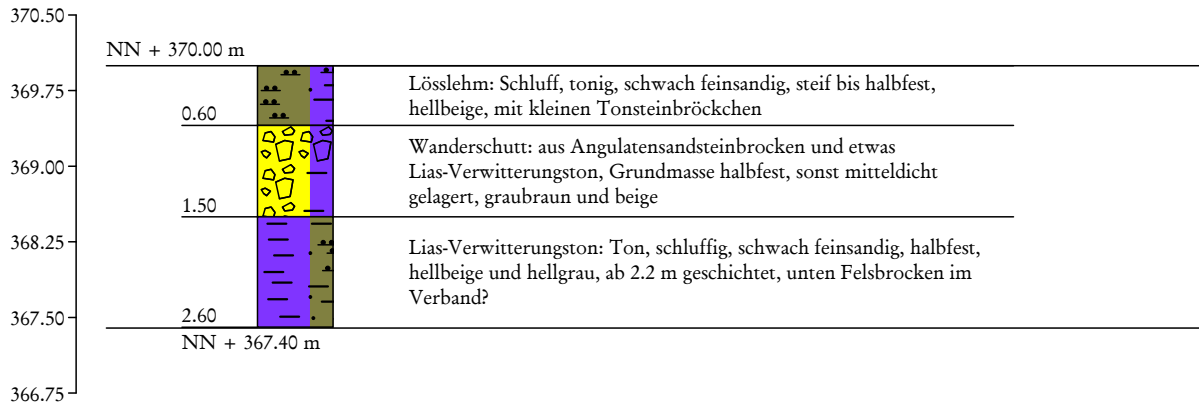 370.50
NN + 370.00 m
369.75
0.60
Lösslehm: Schluff, tonig, schwach feinsandig, steif bis halbfest,
hellbeige, mit kleinen Tonsteinbröckchen
369.00
1.50
Wanderschutt: aus Angulatensandsteinbrocken und etwas
Lias-Verwitterungston, Grundmasse halbfest, sonst mitteldicht
gelagert, graubraun und beige
368.25
Lias-Verwitterungston: Ton, schluffig, schwach feinsandig, halbfest,
hellbeige und hellgrau, ab 2.2 m geschichtet, unten Felsbrocken im
Verband?
367.50
2.60
NN + 367.40 m
366.75